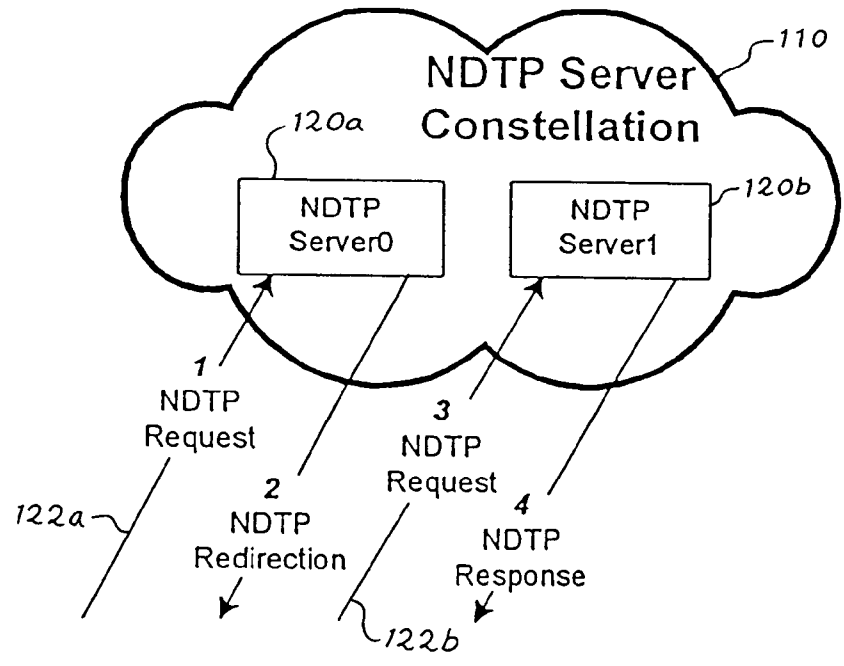 110
NDTP Server
Constellation
120a
120b
NDTP
Server0
NDTP
Server1
1
NDTP
Request
2
NDTP
Redirection
3
NDTP
Request
4
NDTP
Response
122a
122b